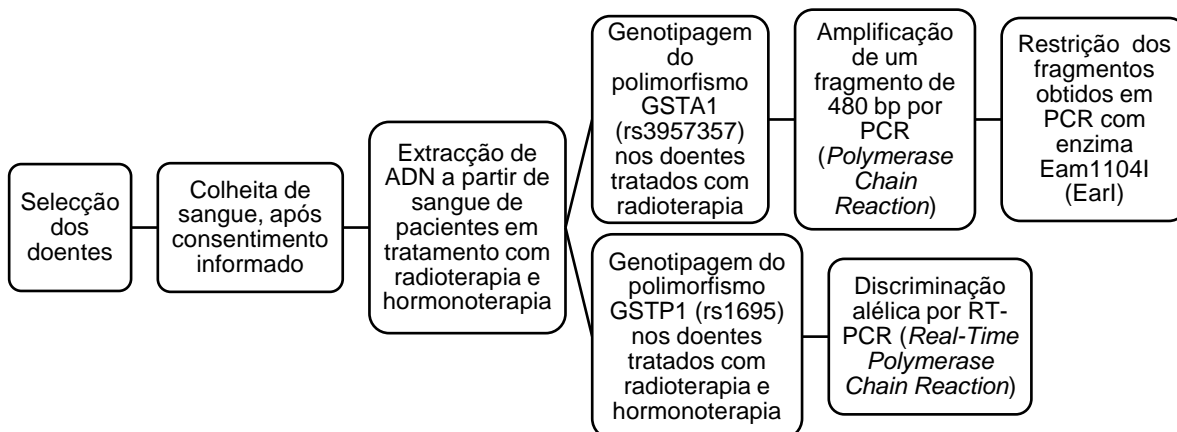 Selecção
dos
doentes
Colheita de
sangue, após
consentimento
informado
Extracção de
ADN a partir de
sangue de
pacientes em
tratamento com
radioterapia e
hormonoterapia
Genotipagem
do
polimorfismo
GSTA1
(rs3957357)
nos doentes
tratados com
radioterapia
Amplificação
de um
fragmento de
480 bp por
PCR
(Polymerase
Chain
Reaction)
Restrição dos
fragmentos
obtidos em
PCR com
enzima
Eam1104I
(EarI)
Genotipagem do
polimorfismo
GSTP1 (rs1695)
nos doentes
tratados com
radioterapia e
hormonoterapia
Discriminação
alélica por RT-
PCR (Real-Time
Polymerase
Chain Reaction)